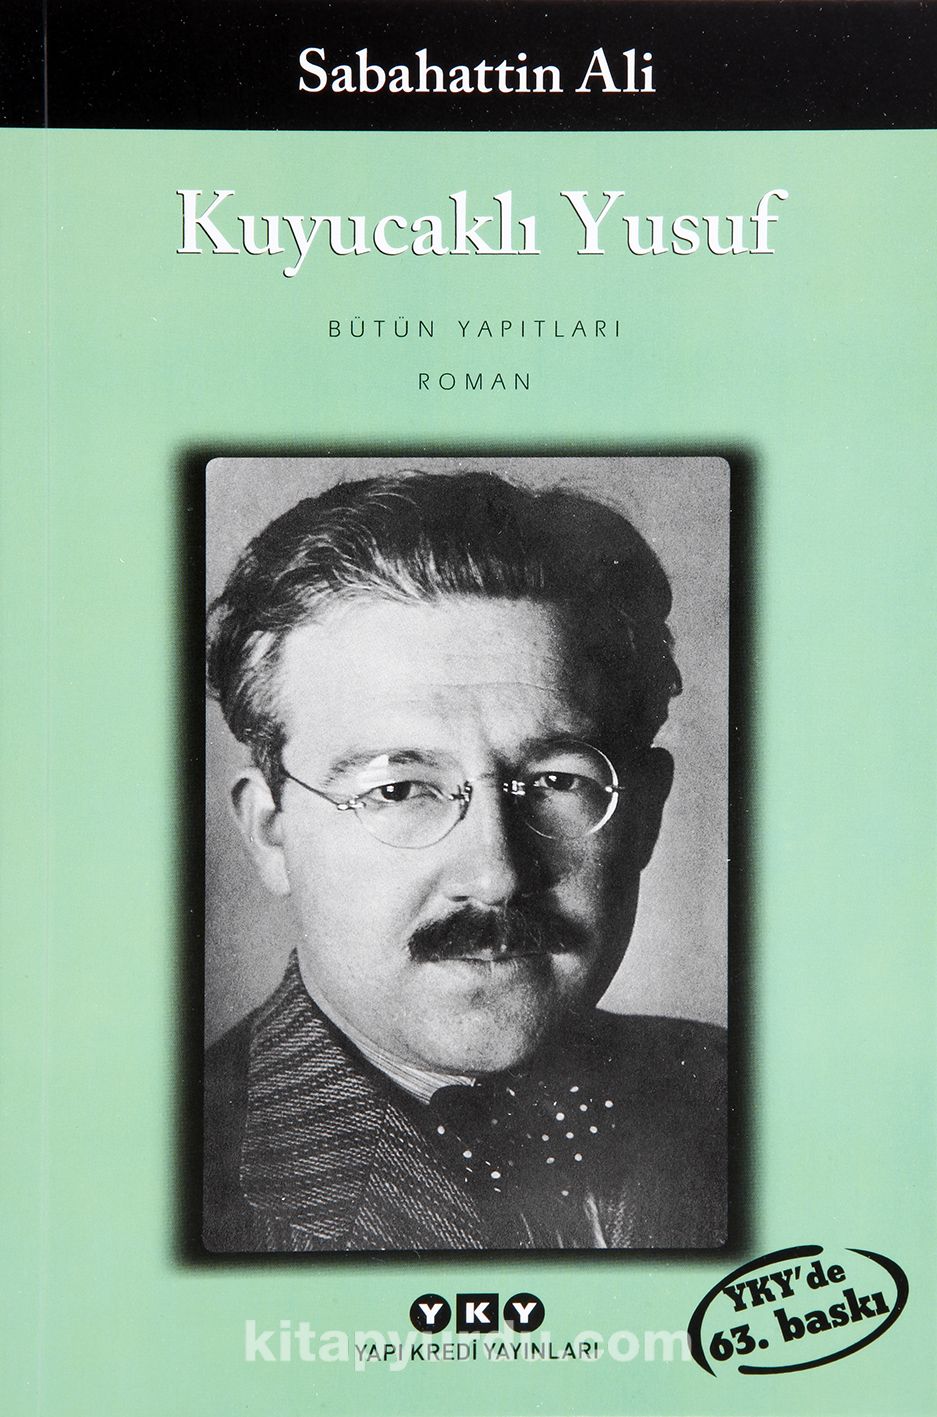 Sabahattin Ali
Kuyucaklı Yusuf
BÜTÜN YAPITLARI
ROMAN
YKY'de
63. baskı
YKY
kitapyurdu.com
YAPI KREDİ YAYINLARI